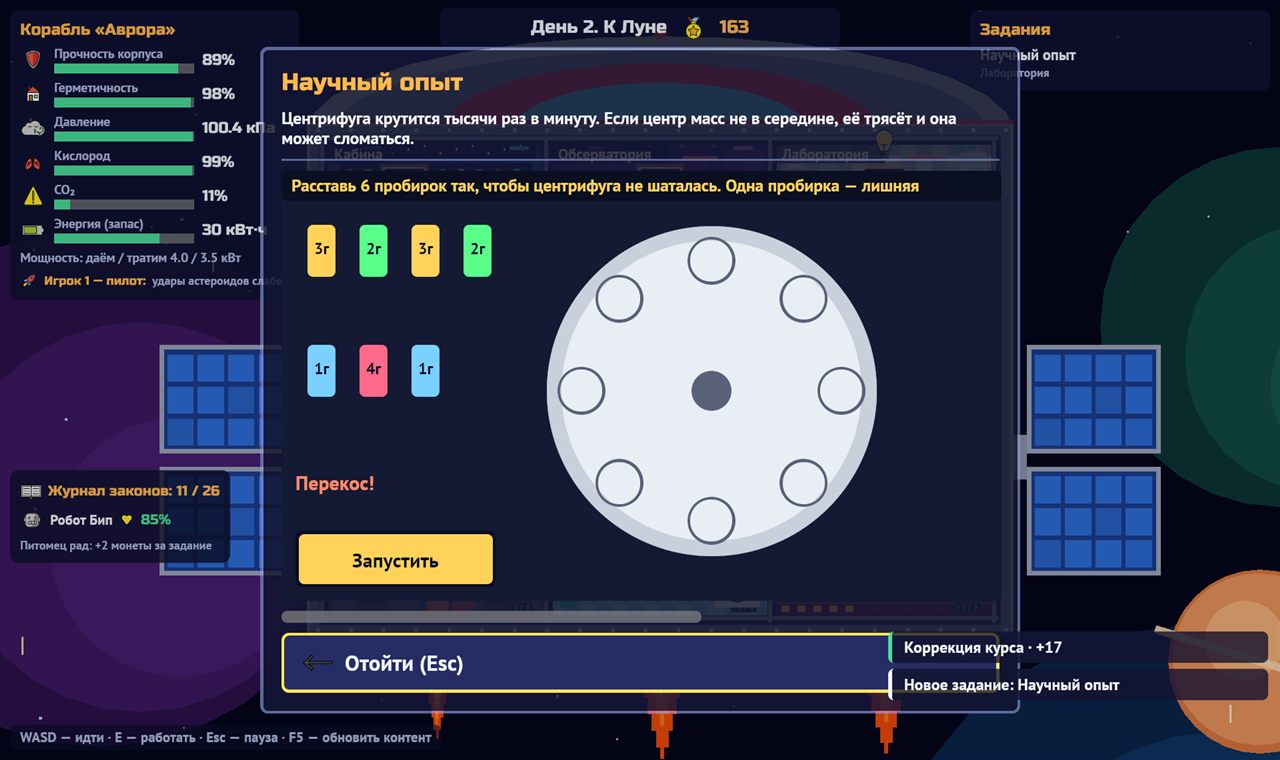 Корабль «Аврора»
Прочность корпуса
89%
Герметичность
98%
Давление
100.4 кПа
Кислород
99%
CO₂
11%
Энергия (запас)
30 кВт·ч
Мощность: даём / тратим 4.0 / 3.5 кВт
Игрок 1 — пилот: удары астероидов слабе
День 2. К Луне
163
Задания
Научный опыт
Лаборатория
Научный опыт
Центрифуга крутится тысячи раз в минуту. Если центр масс не в середине, её трясёт и она
может сломаться.
Кабина
Обсерватория
Лаборатория
Расставь 6 пробирок так, чтобы центрифуга не шаталась. Одна пробирка — лишняя
3г
2г
3г
2г
1г
4г
1г
Перекос!
Запустить
Журнал законов: 11 / 26
Робот Бип
85%
Питомец рад: +2 монеты за задание
← Отойти (Esc)
Коррекция курса · +17
Новое задание: Научный опыт
WASD — идти · E — работать · Esc — пауза · F5 — обновить контент